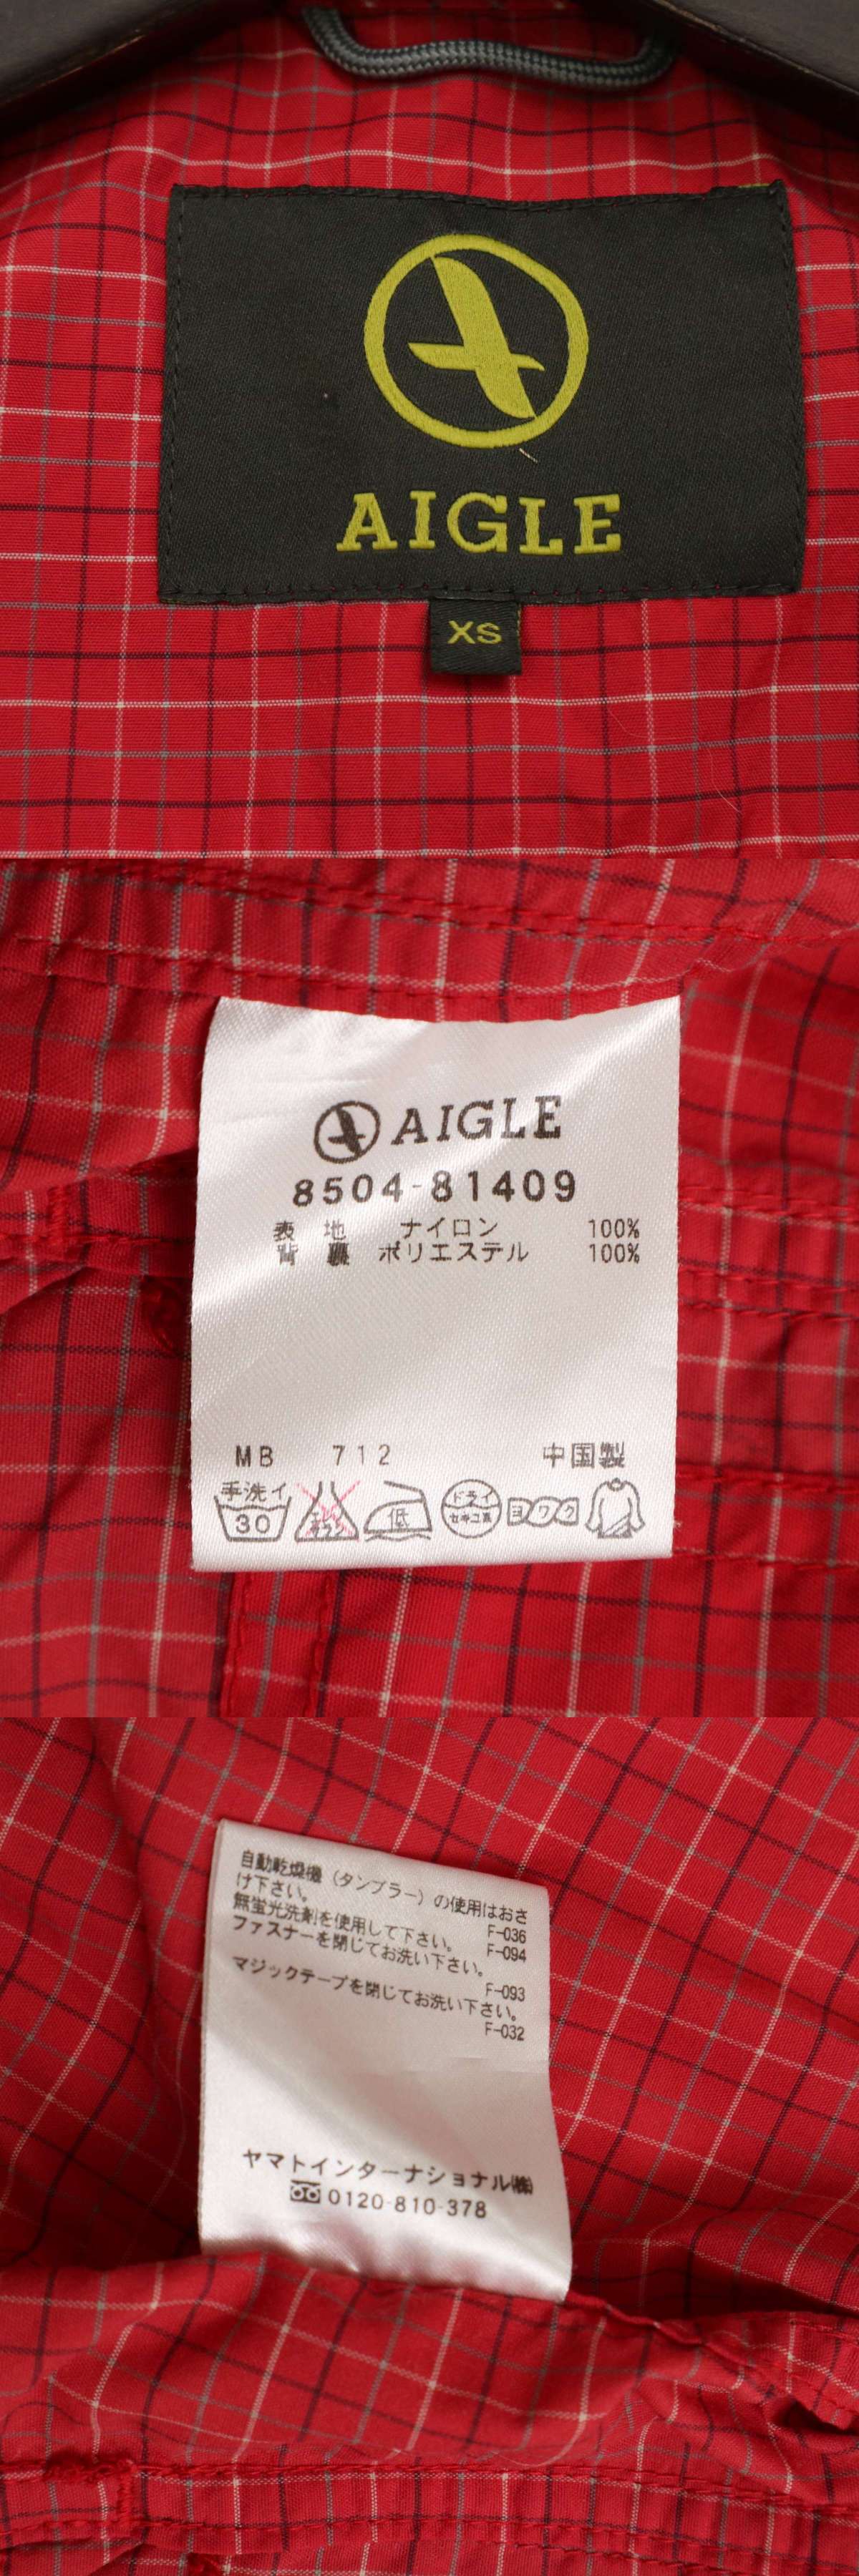 AIGLE
XS
AIGLE
8504-81409
表地 ナイロン 100%
背裏 ポリエステル 100%
MB 712 中国製
手洗イ
30
エンソ
サラシ
低
ドライ
セキユ系
ヨワク
自動乾燥機（タンブラー）の使用はおさ
け下さい。 F-036
無蛍光洗剤を使用して下さい。 F-094
ファスナーを閉じてお洗い下さい。
F-093
マジックテープを閉じてお洗い下さい。
F-032
ヤマトインターナショナル㈱
0120-810-378